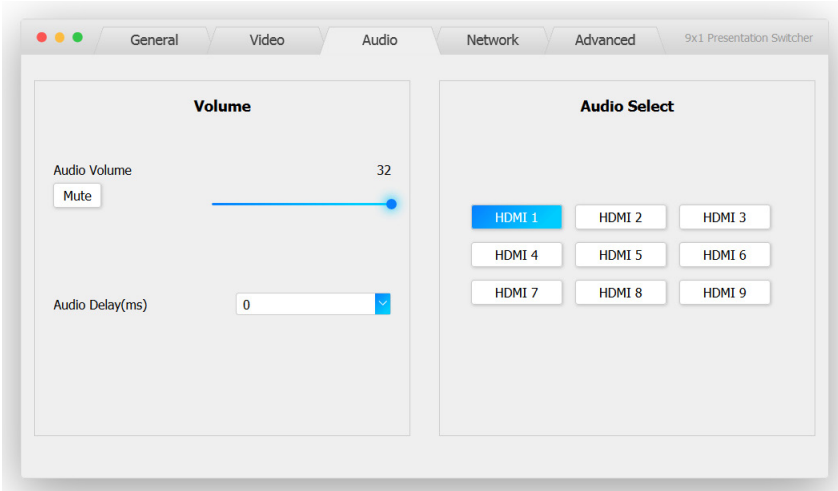 General Video Audio Network Advanced 9x1 Presentation Switcher
Volume
Audio Volume 32
Mute
Audio Delay(ms) 0
Audio Select
HDMI 1 HDMI 2 HDMI 3
HDMI 4 HDMI 5 HDMI 6
HDMI 7 HDMI 8 HDMI 9